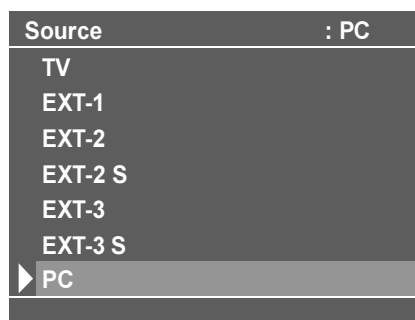 Source : PC
TV
EXT-1
EXT-2
EXT-2 S
EXT-3
EXT-3 S
PC